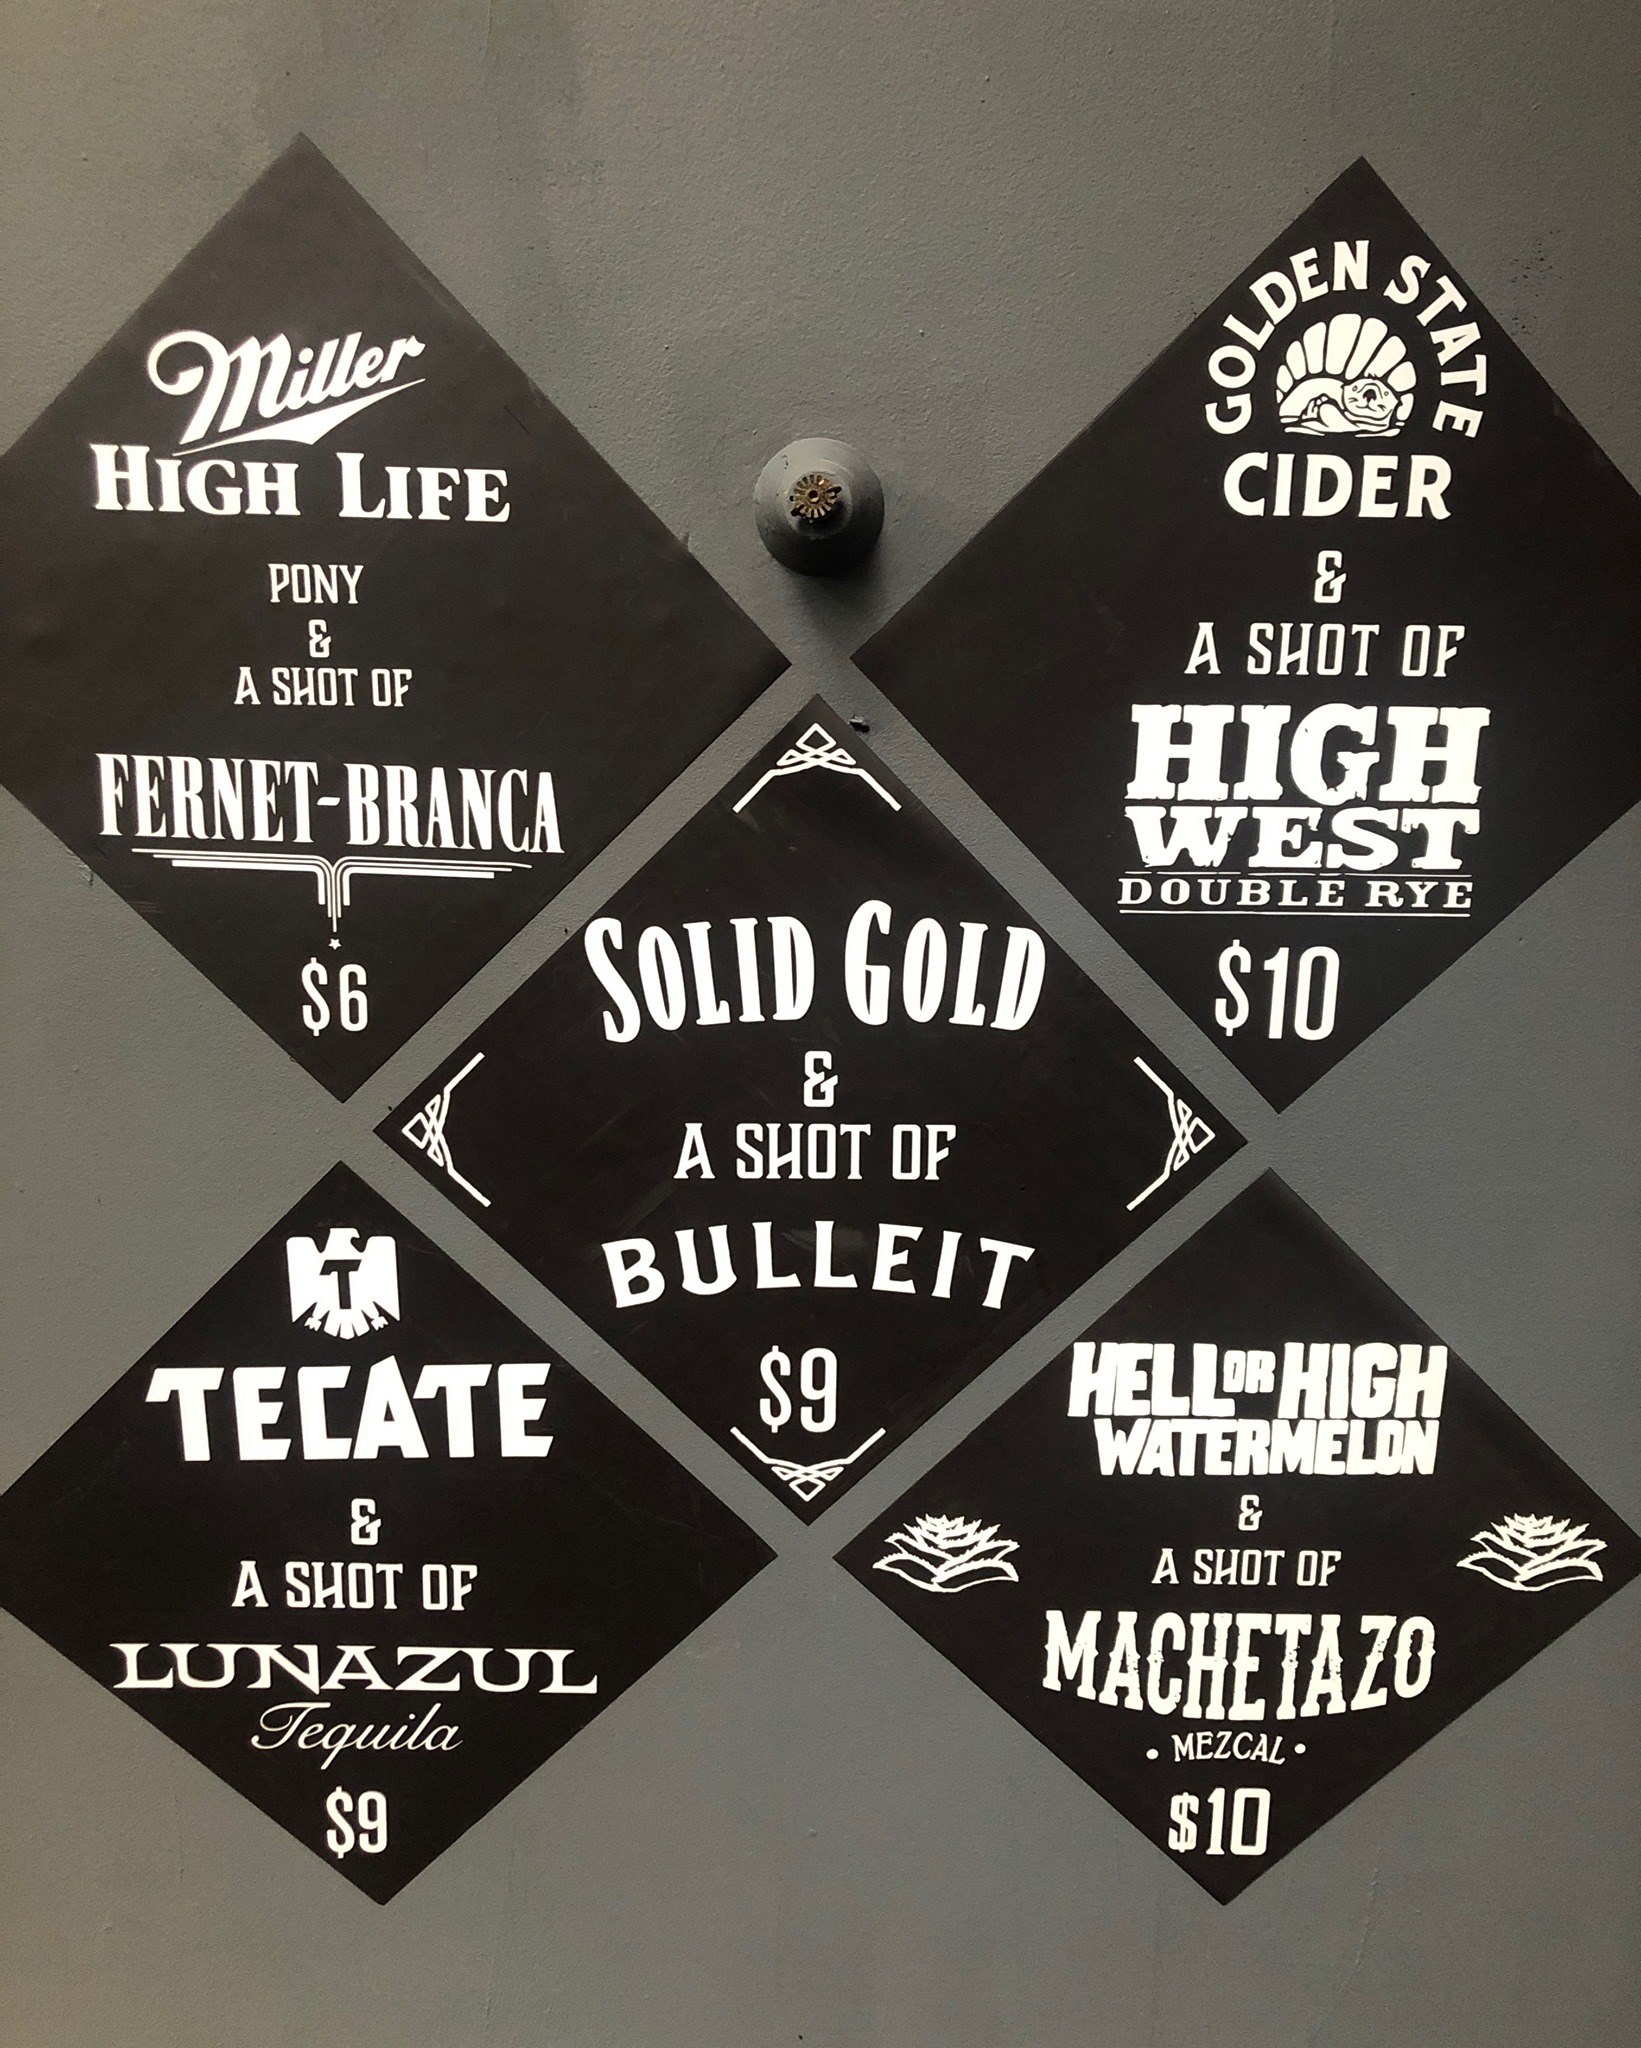 Miller
HIGH LIFE
PONY
&
A SHOT OF
FERNET-BRANCA
$6
GOLDEN STATE
CIDER
&
A SHOT OF
HIGH
WEST
DOUBLE RYE
$10
SOLID GOLD
&
A SHOT OF
BULLEIT
$9
T
TECATE
&
A SHOT OF
LUNAZUL
Tequila
$9
HELL OR HIGH
WATERMELON
&
A SHOT OF
MACHETAZO
• MEZCAL •
$10